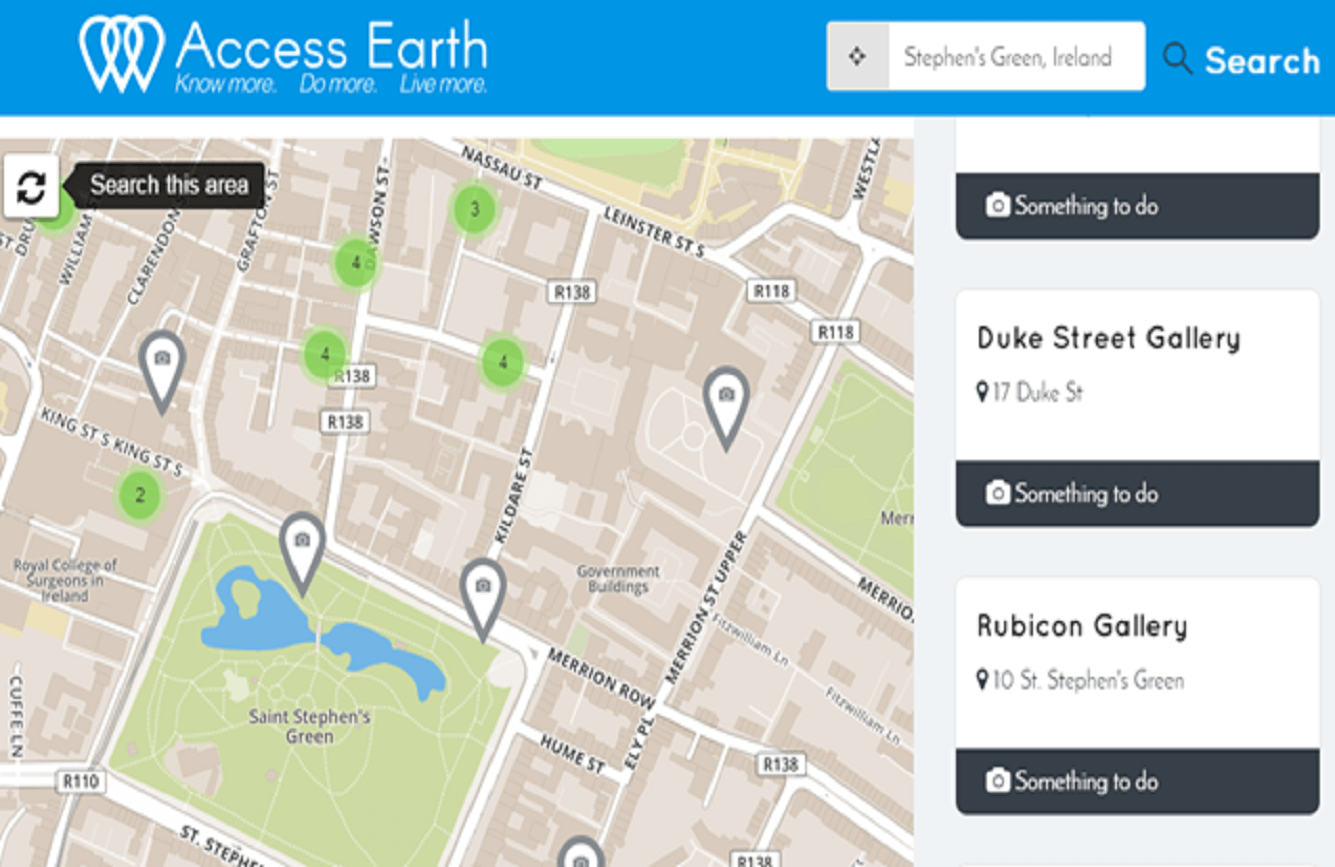 Access Earth
Know more. Do more. Live more.
Stephen's Green, Ireland
Search
Search this area
NASSAU ST
LEINSTER ST S
DAWSON ST
GRAFTON ST
CLARENDON
WILLIAM
DRU
ST
WESTLA
3
4
4
4
2
R138
R118
R118
R138
R138
KING ST S KING ST S
KILDARE ST
Royal College of
Surgeons in
Ireland
Government
Buildings
MERRION ST UPPER
Merr
MERRIO
Fitzwilliam Ln
Fitzwilliam Ln
MERRION ROW
Saint Stephen's
Green
CUFFE LN
HUME ST
ELY PL
R138
R110
ST. STEPHE
R138
Something to do
Duke Street Gallery
17 Duke St
Something to do
Rubicon Gallery
10 St. Stephen's Green
Something to do